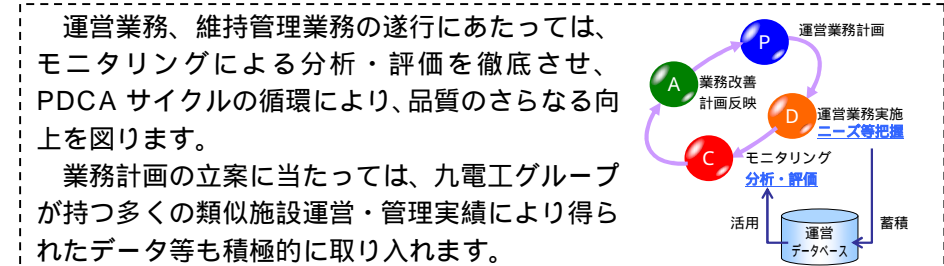 運営業務、維持管理業務の遂行にあたっては、
モニタリングによる分析・評価を徹底させ、
PDCA サイクルの循環により、品質のさらなる向
上を図ります。
業務計画の立案に当たっては、九電工グループ
が持つ多くの類似施設運営・管理実績により得ら
れたデータ等も積極的に取り入れます。
P
運営業務計画
A
業務改善
計画反映
D
運営業務実施
ニーズ等把握
C
モニタリング
分析・評価
活用
運営
データベース
蓄積